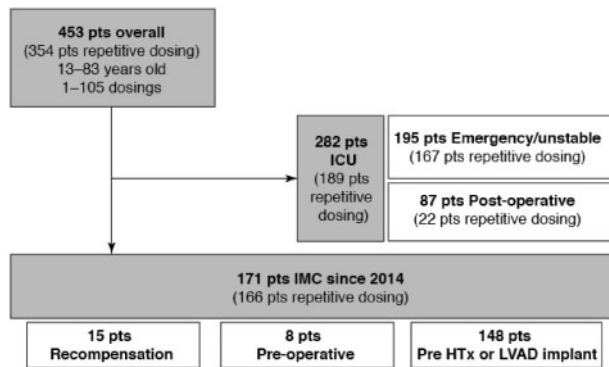 453 pts overall
(354 pts repetitive dosing)
13–83 years old
1–105 dosings
282 pts
ICU
(189 pts
repetitive
dosing)
195 pts Emergency/unstable
(167 pts repetitive dosing)
87 pts Post-operative
(22 pts repetitive dosing)
171 pts IMC since 2014
(166 pts repetitive dosing)
15 pts
Recompensation
8 pts
Pre-operative
148 pts
Pre HTx or LVAD implant